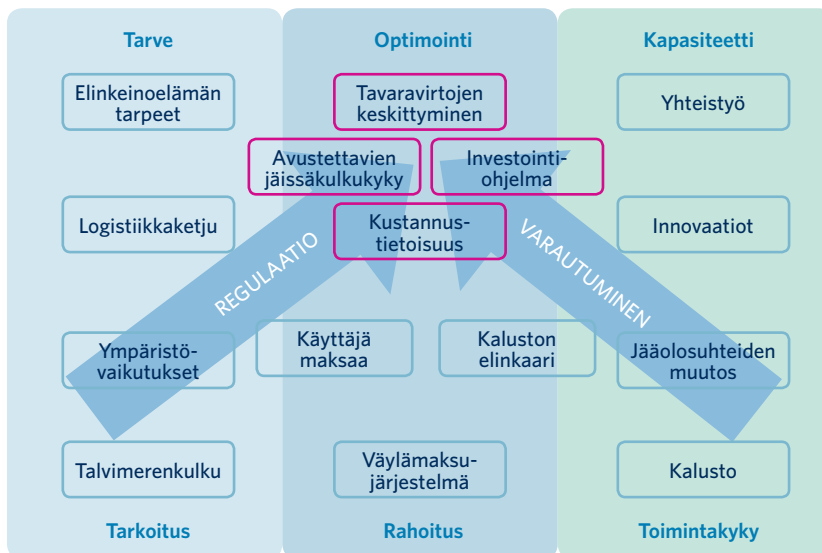 Tarve
Optimointi
Kapasiteetti
Elinkeinoelämän
tarpeet
Tavaravirtojen
keskittyminen
Yhteistyö
Avustettavien
jäissäkulkukyky
Investointi-
ohjelma
Logistiikkaketju
Kustannus-
tietoisuus
Innovaatiot
REGULAATIO
VARAUTUMINEN
Ympäristö-
vaikutukset
Käyttäjä
maksaa
Kaluston
elinkaari
Jääolosuhteiden
muutos
Talvimerenkulku
Väylämaksu-
järjestelmä
Kalusto
Tarkoitus
Rahoitus
Toimintakyky